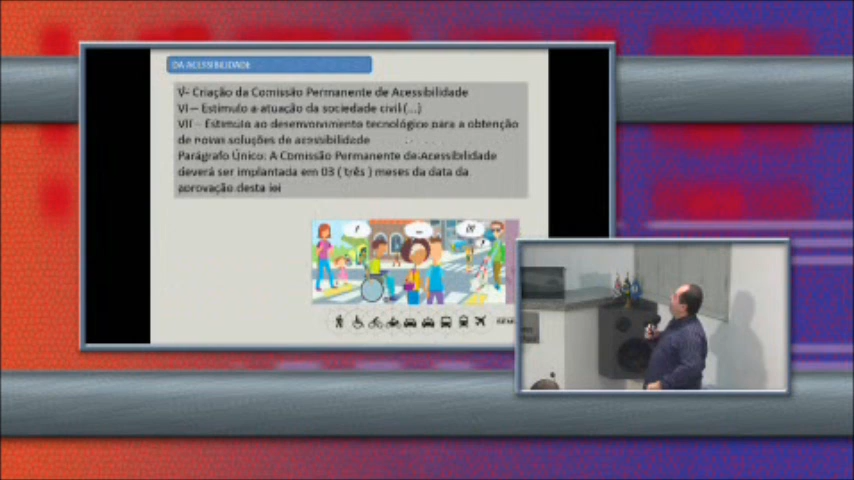 DA ACESSIBILIDADE
V- Criação da Comissão Permanente de Acessibilidade
VI – Estimulo a atuação da sociedade civil (...)
VII – Estimulo ao desenvolvimento tecnológico para a obtenção
de novas soluções de acessibilidade
Parágrafo Único: A Comissão Permanente de Acessibilidade
deverá ser implantada em 03 ( três ) meses da data da
aprovação desta lei